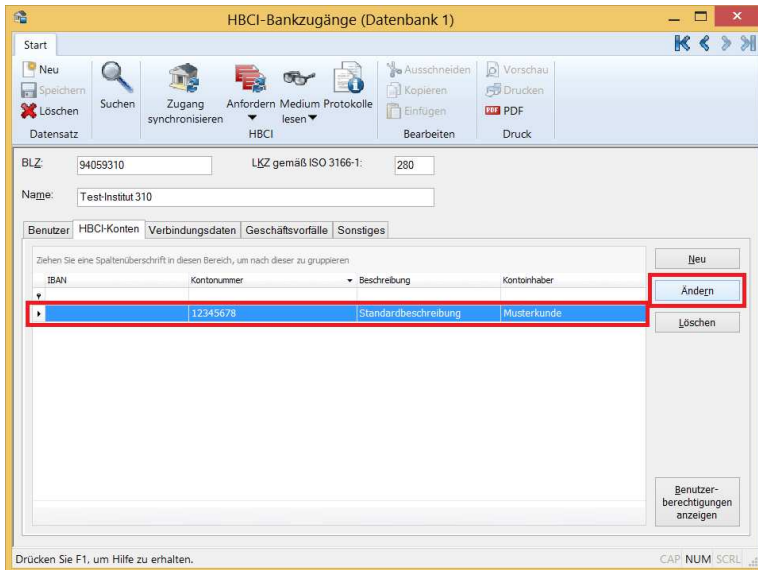 HBCI-Bankzugänge (Datenbank 1)
Start
Neu
Speichern
Löschen
Datensatz
Suchen
Zugang synchronisieren
Anfordern
Medium lesen
Protokolle
HBCI
Ausschneiden
Kopieren
Einfügen
Bearbeiten
Vorschau
Drucken
PDF PDF
Druck
BLZ: 94059310 LKZ gemäß ISO 3166-1: 280
Name: Test-Institut 310
Benutzer HBCI-Konten Verbindungsdaten Geschäftsvorfälle Sonstiges
Ziehen Sie eine Spaltenüberschrift in diesen Bereich, um nach dieser zu gruppieren
IBAN Kontonummer Beschreibung Kontoinhaber
12345678 Standardbeschreibung Musterkunde
Neu
Ändern
Löschen
Benutzer-
berechtigungen
anzeigen
Drücken Sie F1, um Hilfe zu erhalten. CAP NUM SCRL